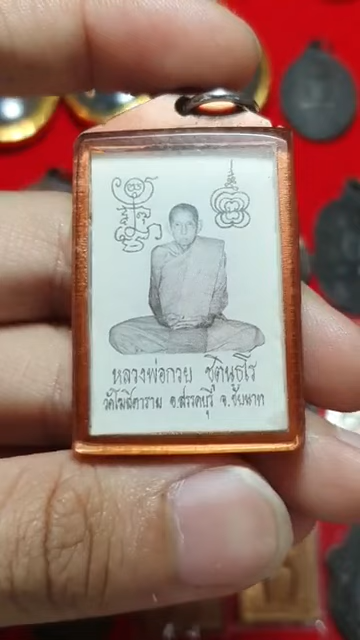 หลวงพ่อกวย ชุตินฺธโร
วัดโฆสิตาราม อ.สรรคบุรี จ.ชัยนาท